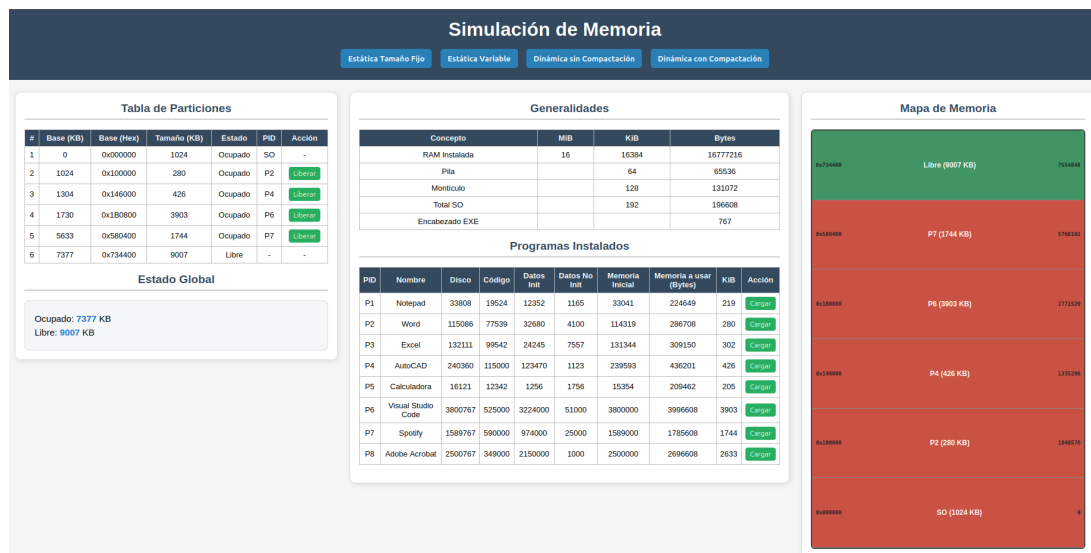 Simulación de Memoria
Estática Tamaño Fijo Estática Variable Dinámica sin Compactación Dinámica con Compactación
Tabla de Particiones
# Base (KB) Base (Hex) Tamaño (KB) Estado PID Acción
1 0 0x000000 1024 Ocupado SO -
2 1024 0x100000 280 Ocupado P2 Liberar
3 1304 0x146000 426 Ocupado P4 Liberar
4 1730 0x1B0800 3903 Ocupado P6 Liberar
5 5633 0x580400 1744 Ocupado P7 Liberar
6 7377 0x734400 9007 Libre - -
Estado Global
Ocupado: 7377 KB
Libre: 9007 KB
Generalidades
Concepto MiB KiB Bytes
RAM Instalada 16 16384 16777216
Pila 64 65536
Montículo 128 131072
Total SO 192 196608
Encabezado EXE 767
Programas Instalados
PID Nombre Disco Código Datos Init Datos No Init Memoria Inicial Memoria a usar (Bytes) KiB Acción
P1 Notepad 33808 19524 12352 1165 33041 224649 219 Cargar
P2 Word 115086 77539 32680 4100 114319 286708 280 Cargar
P3 Excel 132111 99542 24245 7557 131344 309150 302 Cargar
P4 AutoCAD 240360 115000 123470 1123 239593 436201 426 Cargar
P5 Calculadora 16121 12342 1256 1756 15354 209462 205 Cargar
P6 Visual Studio Code 3800767 525000 3224000 51000 3800000 3996608 3903 Cargar
P7 Spotify 1589767 590000 974000 25000 1589000 1785608 1744 Cargar
P8 Adobe Acrobat 2500767 349000 2150000 1000 2500000 2696608 2633 Cargar
Mapa de Memoria
0x734400 Libre (9007 KB) 7554048
0x580400 P7 (1744 KB) 5768192
0x1B0800 P6 (3903 KB) 1771520
0x146000 P4 (426 KB) 1335296
0x100000 P2 (280 KB) 1048576
0x000000 SO (1024 KB) 0